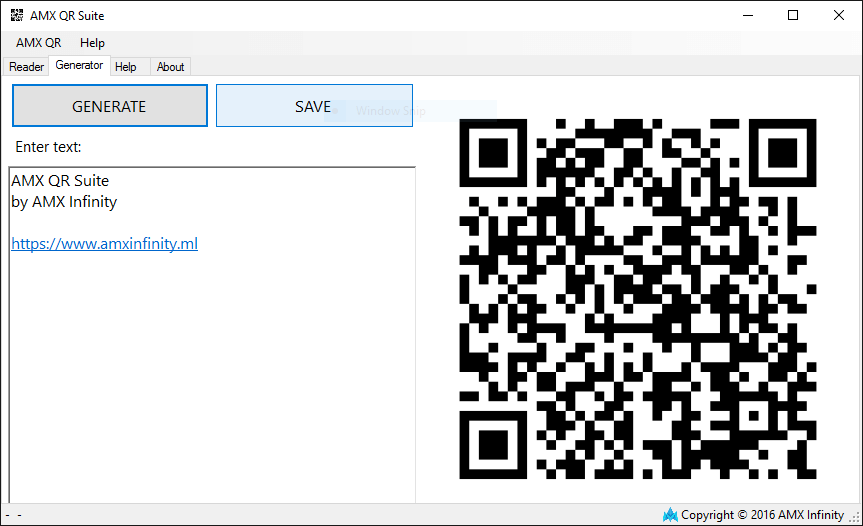 AMX QR Suite
AMX QR Help
Reader Generator Help About
GENERATE SAVE
Window Snip
Enter text:
AMX QR Suite
by AMX Infinity
https://www.amxinfinity.ml
- -
Copyright © 2016 AMX Infinity